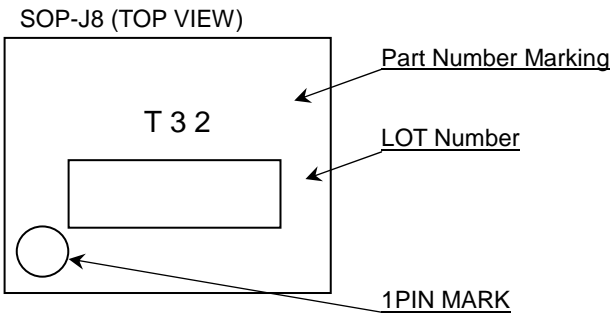 SOP-J8 (TOP VIEW)
Part Number Marking
T 3 2
LOT Number
1PIN MARK